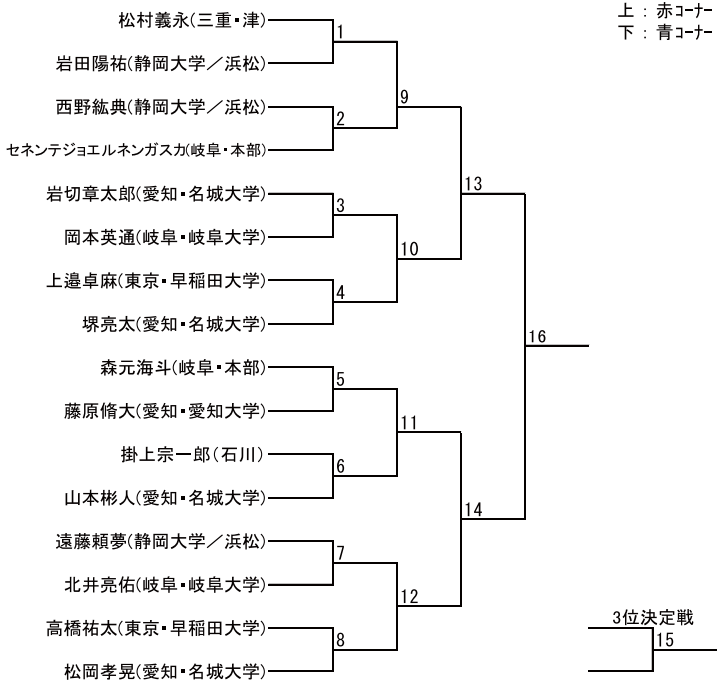 上：赤コーナー
下：青コーナー
松村義永(三重・津)
1
岩田陽祐(静岡大学／浜松)
9
西野紘典(静岡大学／浜松)
2
セネンテジョエルネンガスカ(岐阜・本部)
13
岩切章太郎(愛知・名城大学)
3
岡本英通(岐阜・岐阜大学)
10
上邉卓麻(東京・早稲田大学)
4
堺亮太(愛知・名城大学)
16
森元海斗(岐阜・本部)
5
藤原脩大(愛知・愛知大学)
11
掛上宗一郎(石川)
6
山本彬人(愛知・名城大学)
14
遠藤頼夢(静岡大学／浜松)
7
北井亮佑(岐阜・岐阜大学)
12
高橋祐太(東京・早稲田大学)
8
松岡孝晃(愛知・名城大学)
3位決定戦
15